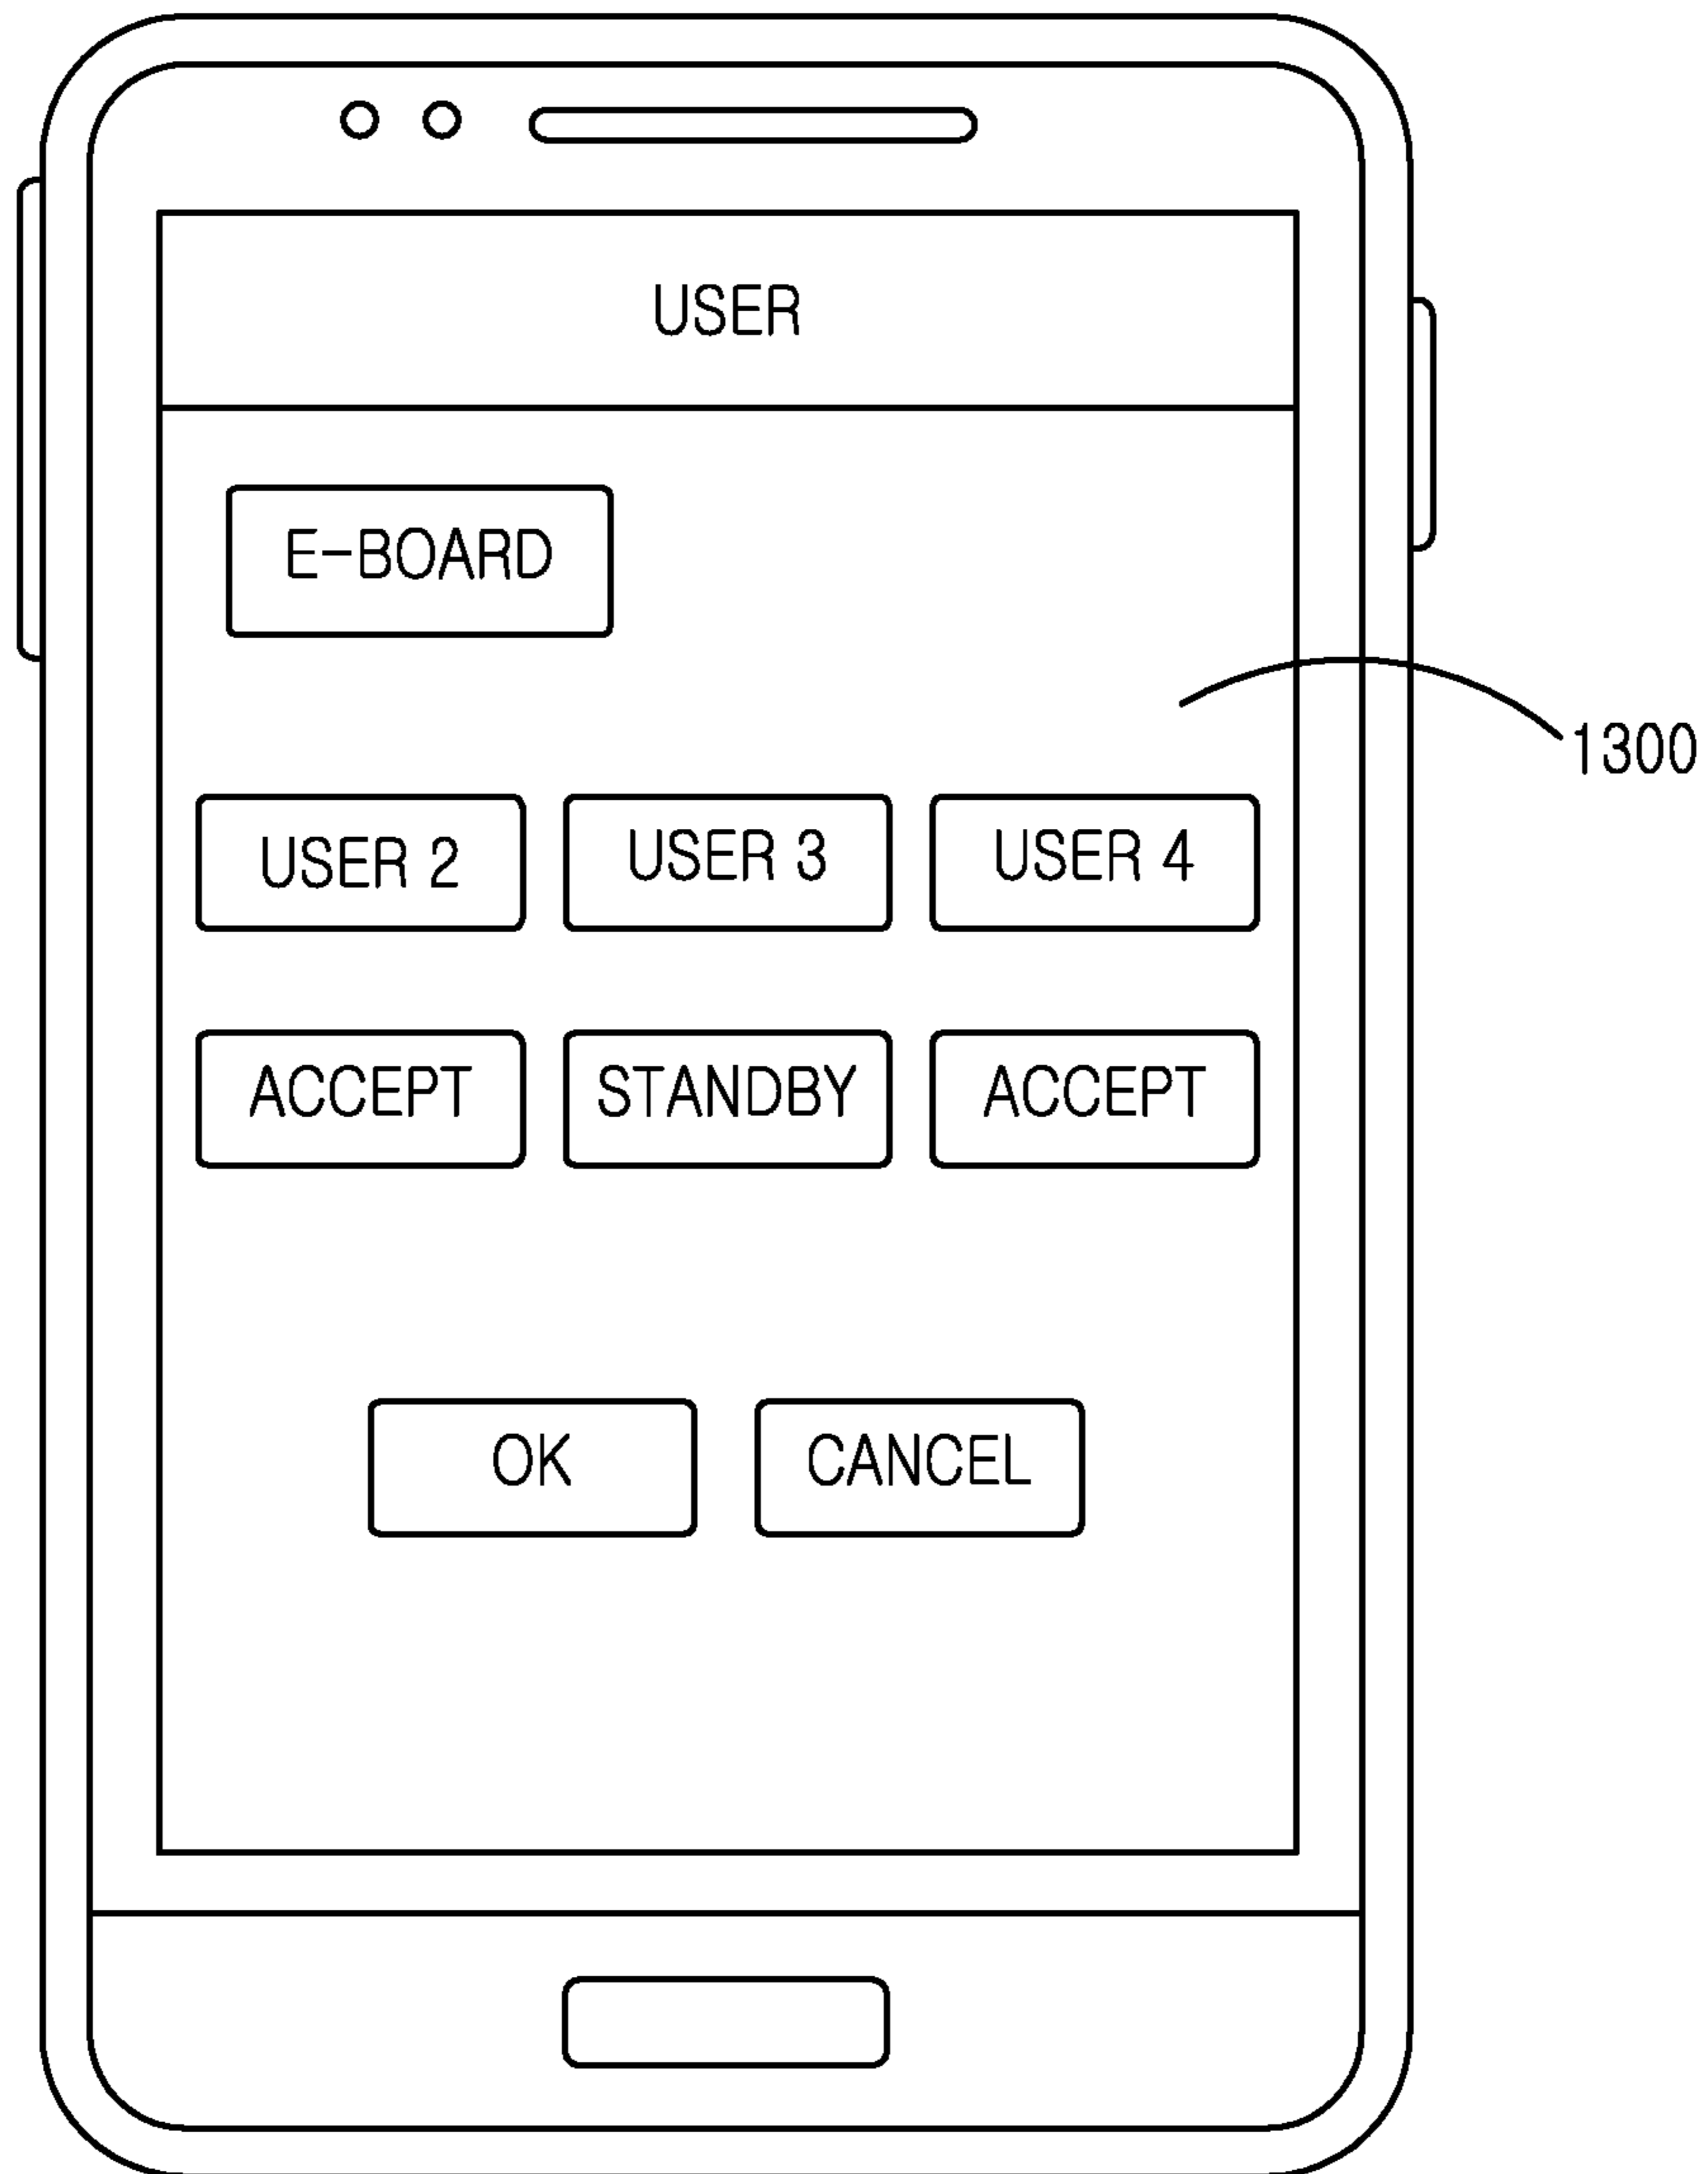 USER
E-BOARD
1300
USER 2 USER 3 USER 4
ACCEPT STANDBY ACCEPT
OK CANCEL